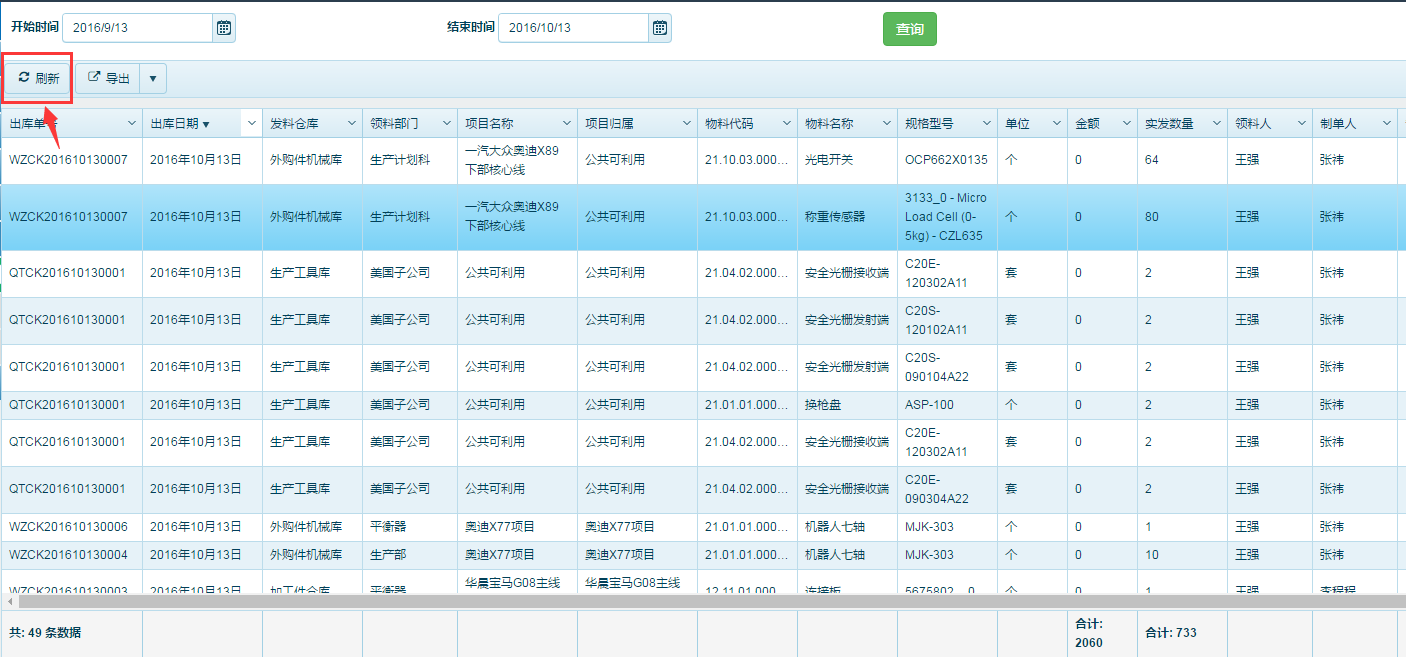 开始时间 2016/9/13 结束时间 2016/10/13 查询
刷新 导出
出库单 出库日期 发料仓库 领料部门 项目名称 项目归属 物料代码 物料名称 规格型号 单位 金额 实发数量 领料人 制单人
WZCK201610130007 2016年10月13日 外购件机械库 生产计划科 一汽大众奥迪X89 下部核心线 公共可利用 21.10.03.000... 光电开关 OCP662X0135 个 0 64 王强 张祎
WZCK201610130007 2016年10月13日 外购件机械库 生产计划科 一汽大众奥迪X89 下部核心线 公共可利用 21.10.03.000... 称重传感器 3133_0 - Micro Load Cell (0-5kg) - CZL635 个 0 80 王强 张祎
QTCK201610130001 2016年10月13日 生产工具库 美国子公司 公共可利用 公共可利用 21.04.02.000... 安全光栅接收端 C20E-120302A11 套 0 2 王强 张祎
QTCK201610130001 2016年10月13日 生产工具库 美国子公司 公共可利用 公共可利用 21.04.02.000... 安全光栅发射端 C20S-120102A11 套 0 2 王强 张祎
QTCK201610130001 2016年10月13日 生产工具库 美国子公司 公共可利用 公共可利用 21.04.02.000... 安全光栅发射端 C20S-090104A22 套 0 2 王强 张祎
QTCK201610130001 2016年10月13日 生产工具库 美国子公司 公共可利用 公共可利用 21.01.01.000... 换枪盘 ASP-100 个 0 2 王强 张祎
QTCK201610130001 2016年10月13日 生产工具库 美国子公司 公共可利用 公共可利用 21.04.02.000... 安全光栅接收端 C20E-120302A11 套 0 2 王强 张祎
QTCK201610130001 2016年10月13日 生产工具库 美国子公司 公共可利用 公共可利用 21.04.02.000... 安全光栅接收端 C20E-090304A22 套 0 2 王强 张祎
WZCK201610130006 2016年10月13日 外购件机械库 平衡器 奥迪X77项目 奥迪X77项目 21.01.01.000... 机器人七轴 MJK-303 个 0 1 王强 张祎
WZCK201610130004 2016年10月13日 外购件机械库 生产部 奥迪X77项目 奥迪X77项目 21.01.01.000... 机器人七轴 MJK-303 个 0 10 王强 张祎
WZCK201610130003 2016年10月13日 加工件仓库 平衡器 华晨宝马G08主线 华晨宝马G08主线 12.11.01.000... 连接板 5675802 0 个 0 1 王强 李程程
共: 49 条数据 合计: 2060 合计: 733